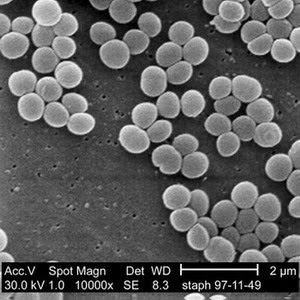 Acc.V Spot Magn Det WD 2 µm
30.0 kV 1.0 10000x SE 8.3 staph 97-11-49